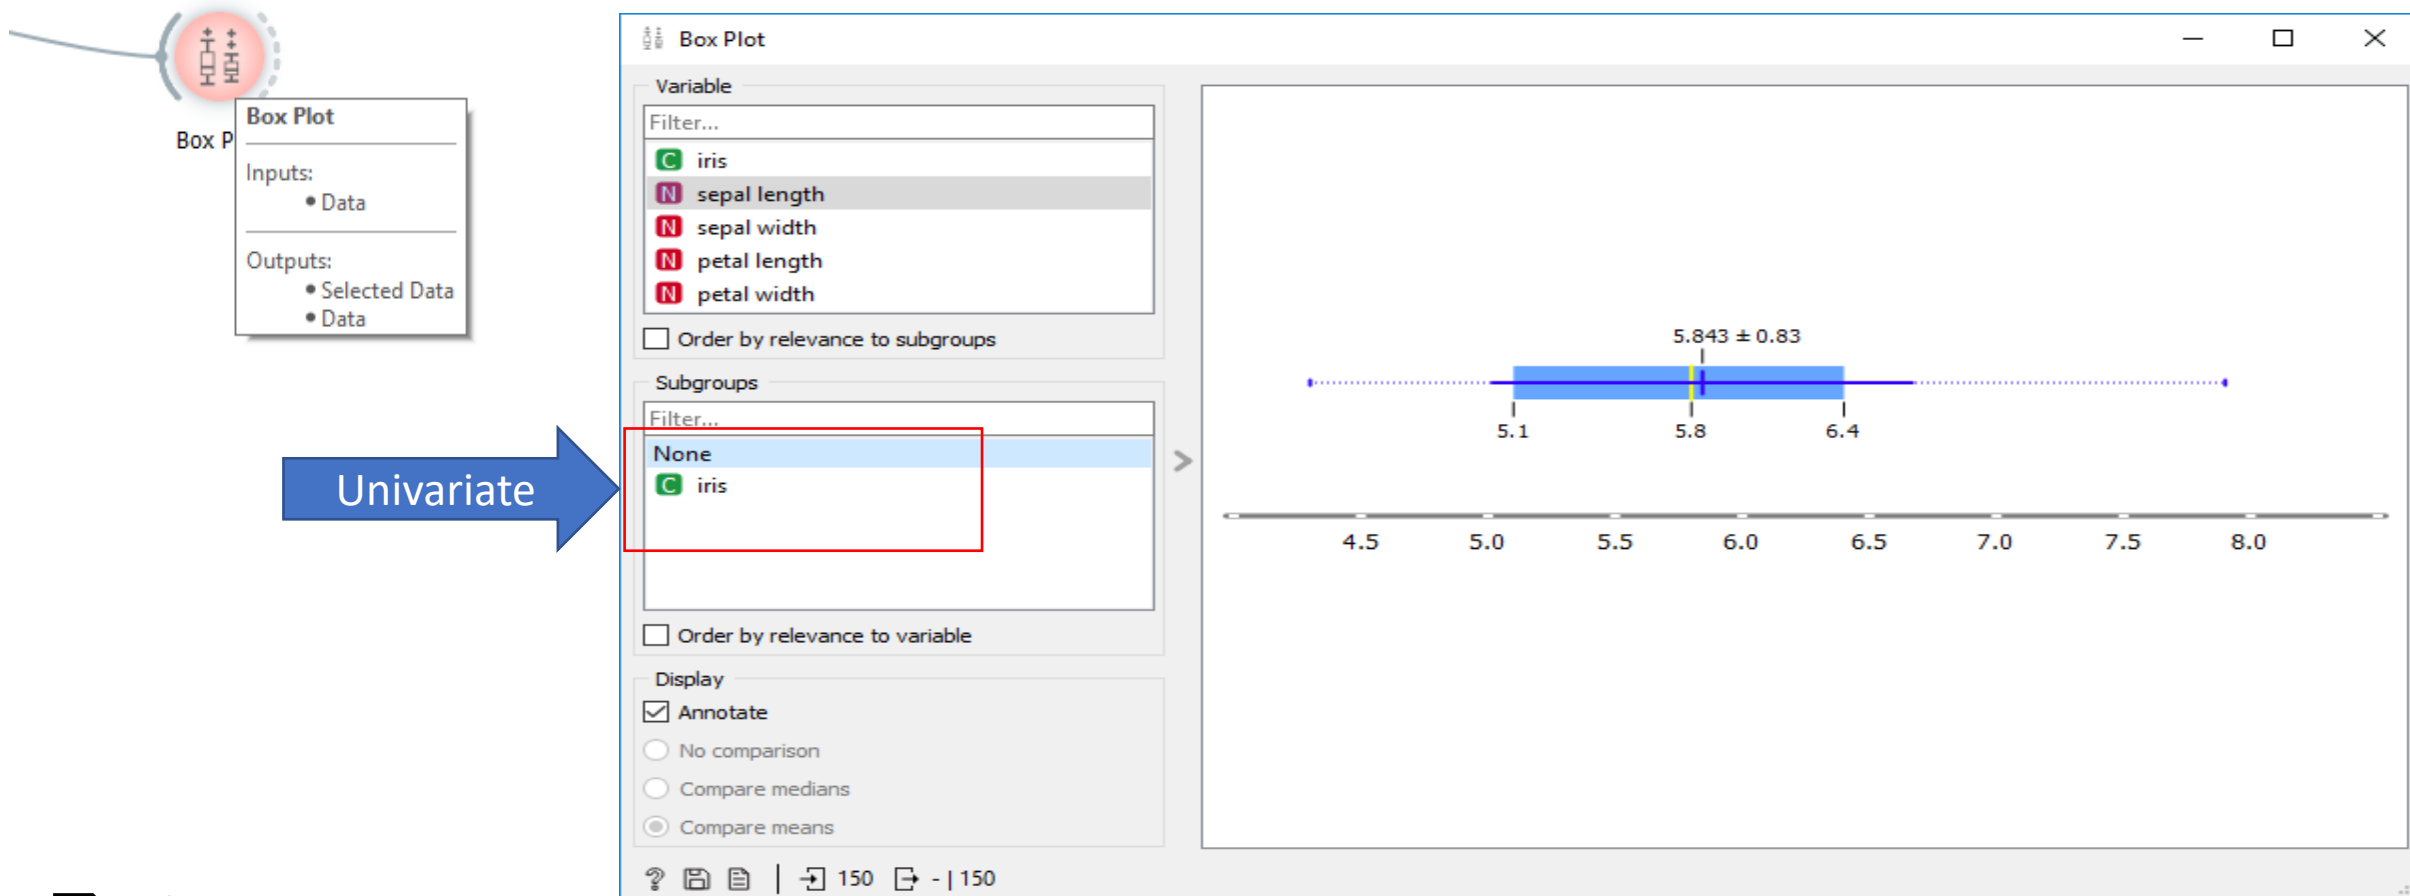 Box P
Box Plot
Inputs:
• Data
Outputs:
• Selected Data
• Data
Univariate
Box Plot
Variable
Filter...
C iris
N sepal length
N sepal width
N petal length
N petal width
Order by relevance to subgroups
Subgroups
Filter...
None
C iris
Order by relevance to variable
Display
Annotate
No comparison
Compare medians
Compare means
? 150 - | 150
>
5.843 ± 0.83
5.1 5.8 6.4
4.5 5.0 5.5 6.0 6.5 7.0 7.5 8.0